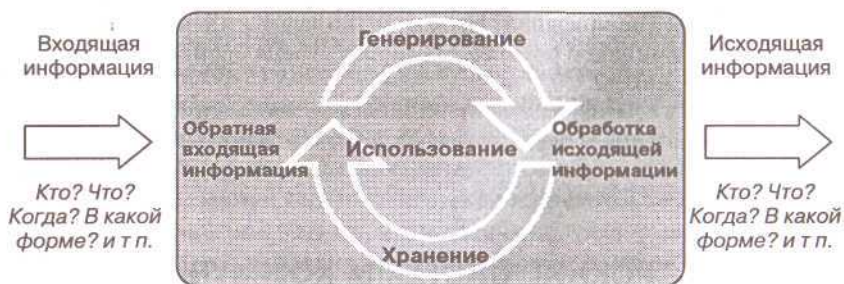 Входящая
информация
Кто? Что?
Когда? В какой
форме? и т п.
Генерирование
Обратная
входящая
информация
Использование
Обработка
исходящей
информации
Хранение
Исходящая
информация
Кто? Что?
Когда? В какой
форме? и т п.